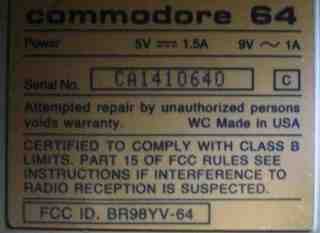 commodore 64
Power 5V ⎓ 1.5A 9V ~ 1A
Serial No. CA1410640 C
Attempted repair by unauthorized persons
voids warranty. WC Made in USA
CERTIFIED TO COMPLY WITH CLASS B
LIMITS, PART 15 OF FCC RULES SEE
INSTRUCTIONS IF INTERFERENCE TO
RADIO RECEPTION IS SUSPECTED.
FCC ID. BR98YV-64